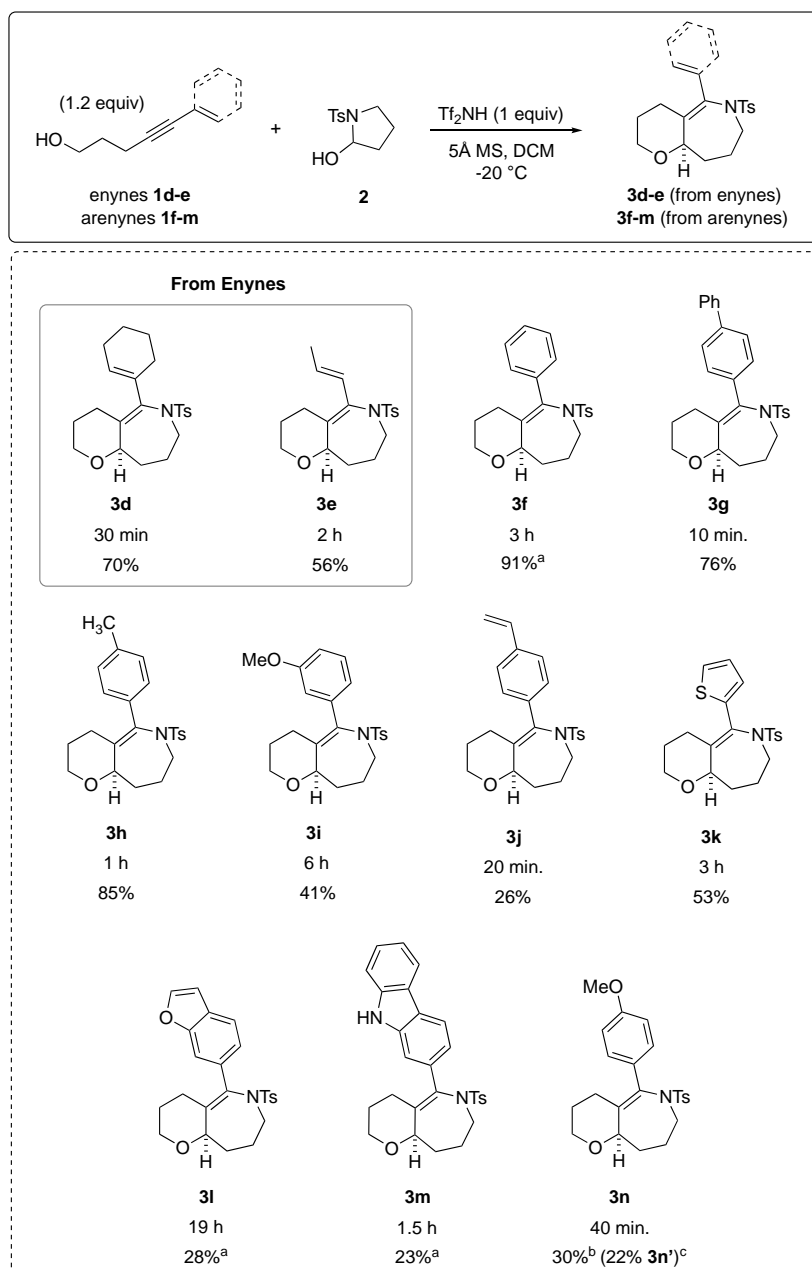 (1.2 equiv)
HO
enynes 1d-e
arenynes 1f-m
+
TsN
HO
2
Tf₂NH (1 equiv)
5Å MS, DCM
-20 °C
NTs
O
H
3d-e (from enynes)
3f-m (from arenynes)
From Enynes
NTs
O
H
3d
30 min
70%
NTs
O
H
3e
2 h
56%
NTs
O
H
3f
3 h
91%ᵃ
Ph
NTs
O
H
3g
10 min.
76%
H₃C
NTs
O
H
3h
1 h
85%
MeO
NTs
O
H
3i
6 h
41%
NTs
O
H
3j
20 min.
26%
S
NTs
O
H
3k
3 h
53%
O
NTs
O
H
3l
19 h
28%ᵃ
HN
NTs
O
H
3m
1.5 h
23%ᵃ
MeO
NTs
O
H
3n
40 min.
30%ᵇ (22% 3n’)ᶜ